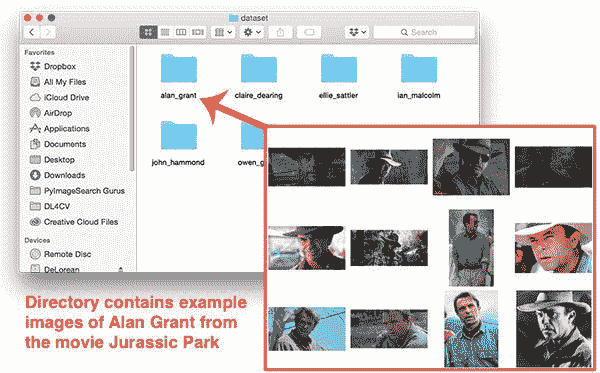 dataset
Search
Favorites
Dropbox
All My Files
iCloud Drive
AirDrop
Applications
Documents
Desktop
Downloads
PyImageSearch Gurus
DL4CV
Creative Cloud Files
Devices
Remote Disc
DeLorean
alan_grant
claire_dearing
ellie_sattler
ian_malcolm
john_hammond
owen_g
Directory contains example
images of Alan Grant from
the movie Jurassic Park